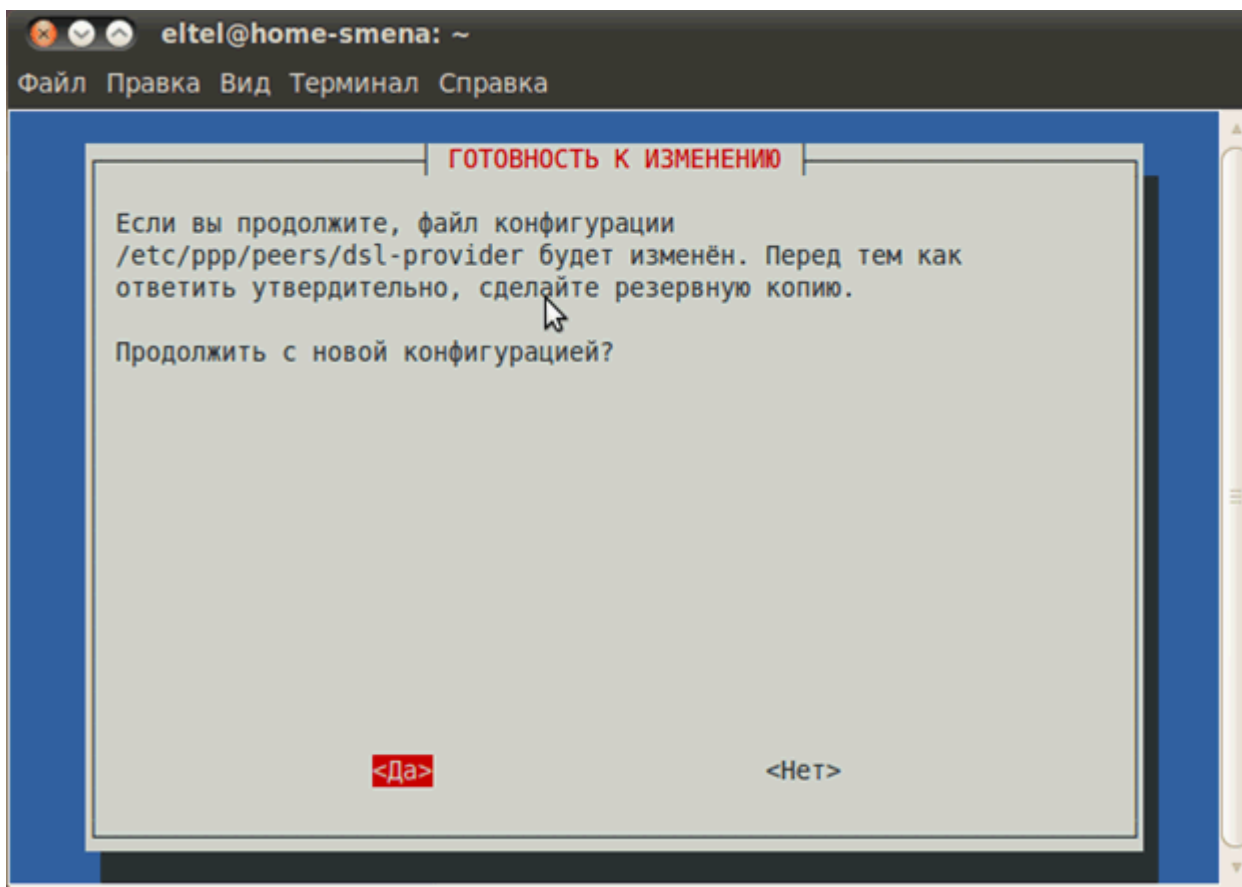 eltel@home-smena: ~
Файл Правка Вид Терминал Справка
ГОТОВНОСТЬ К ИЗМЕНЕНИЮ
Если вы продолжите, файл конфигурации
/etc/ppp/peers/dsl-provider будет изменён. Перед тем как
ответить утвердительно, сделайте резервную копию.
Продолжить с новой конфигурацией?
<Да> <Нет>